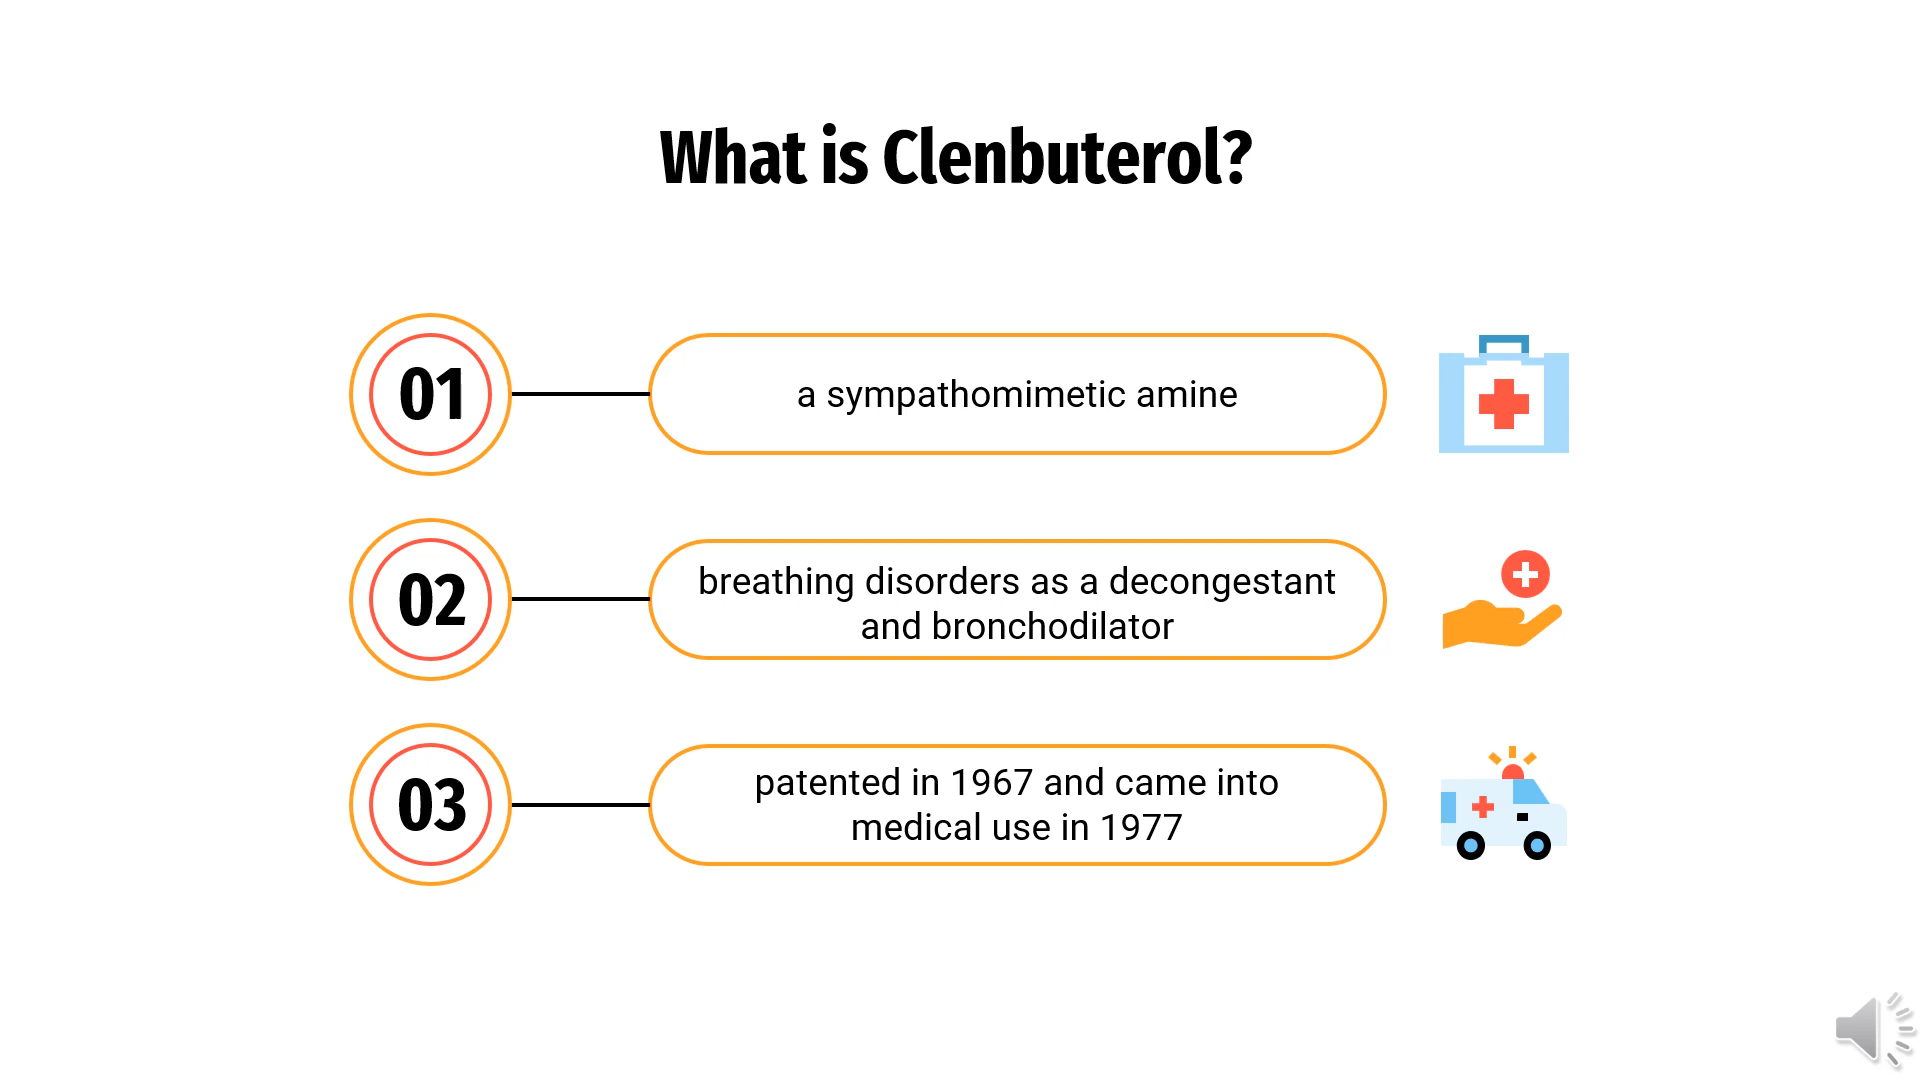 What is Clenbuterol?
01
a sympathomimetic amine
02
breathing disorders as a decongestant
and bronchodilator
03
patented in 1967 and came into
medical use in 1977